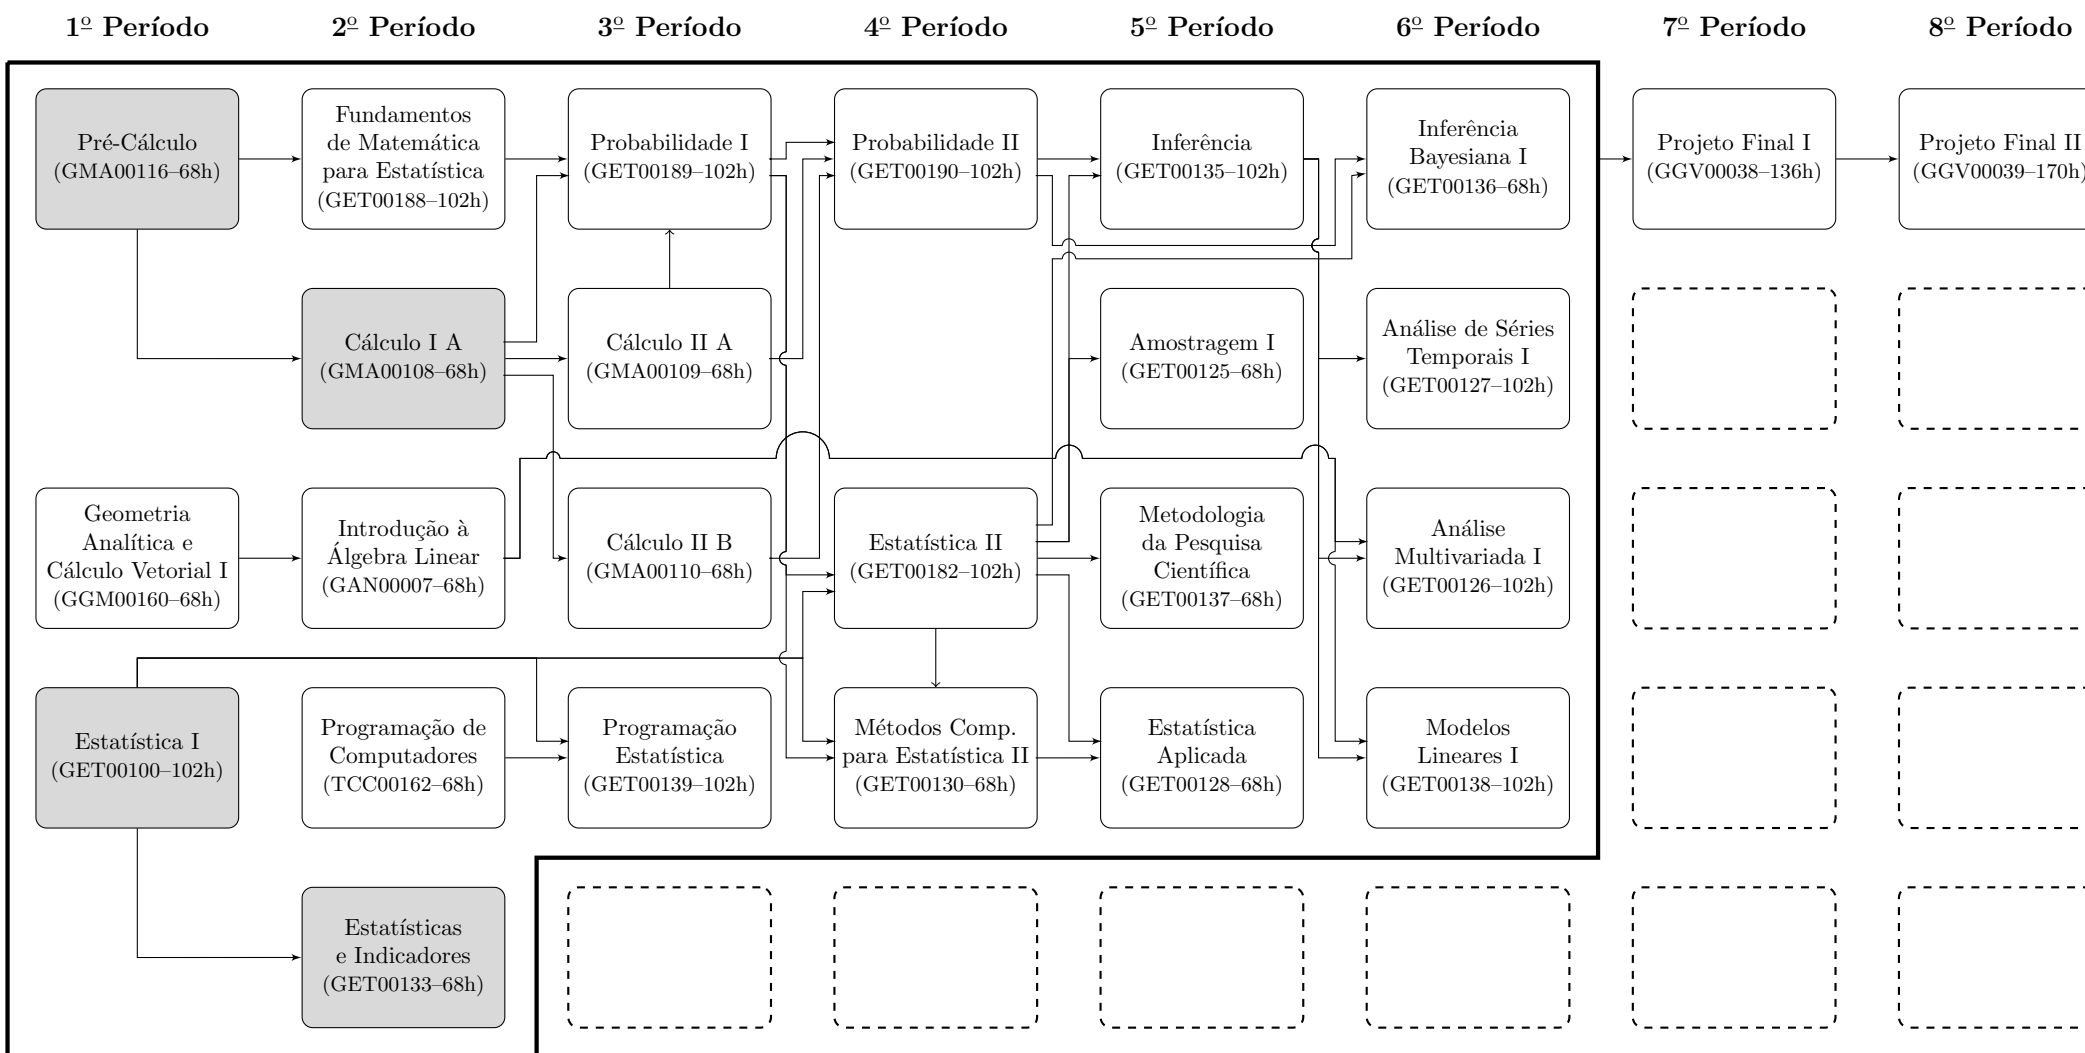 1º Período
2º Período
3º Período
4º Período
5º Período
6º Período
7º Período
8º Período
Pré-Cálculo
(GMA00116–68h)
Fundamentos
de Matemática
para Estatística
(GET00188–102h)
Probabilidade I
(GET00189–102h)
Probabilidade II
(GET00190–102h)
Inferência
(GET00135–102h)
Inferência
Bayesiana I
(GET00136–68h)
Projeto Final I
(GGV00038–136h)
Projeto Final II
(GGV00039–170h)
Cálculo I A
(GMA00108–68h)
Cálculo II A
(GMA00109–68h)
Amostragem I
(GET00125–68h)
Análise de Séries
Temporais I
(GET00127–102h)
Geometria
Analítica e
Cálculo Vetorial I
(GGM00160–68h)
Introdução à
Álgebra Linear
(GAN00007–68h)
Cálculo II B
(GMA00110–68h)
Estatística II
(GET00182–102h)
Metodologia
da Pesquisa
Científica
(GET00137–68h)
Análise
Multivariada I
(GET00126–102h)
Estatística I
(GET00100–102h)
Programação de
Computadores
(TCC00162–68h)
Programação
Estatística
(GET00139–102h)
Métodos Comp.
para Estatística II
(GET00130–68h)
Estatística
Aplicada
(GET00128–68h)
Modelos
Lineares I
(GET00138–102h)
Estatísticas
e Indicadores
(GET00133–68h)